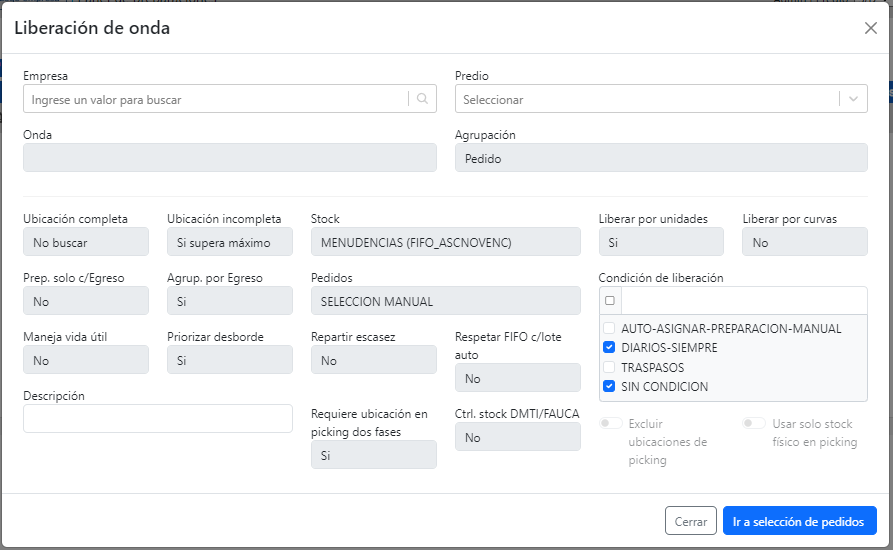 Liberación de onda
Empresa
Predio
Ingrese un valor para buscar
Seleccionar
Onda
Agrupación
Pedido
Ubicación completa
Ubicación incompleta
Stock
Liberar por unidades
Liberar por curvas
No buscar
Si supera máximo
MENUDENCIAS (FIFO_ASCNOVENC)
Si
No
Prep. solo c/Egreso
Agrup. por Egreso
Pedidos
Condición de liberación
No
Si
SELECCION MANUAL
AUTO-ASIGNAR-PREPARACION-MANUAL
DIARIOS-SIEMPRE
TRASPASOS
SIN CONDICION
Maneja vida útil
Priorizar desborde
Repartir escasez
Respetar FIFO c/lote
auto
No
Si
No
No
Descripción
Requiere ubicación en
picking dos fases
Si
Ctrl. stock DMTI/FAUCA
No
Excluir
ubicaciones de
picking
Usar solo stock
físico en picking
Cerrar
Ir a selección de pedidos